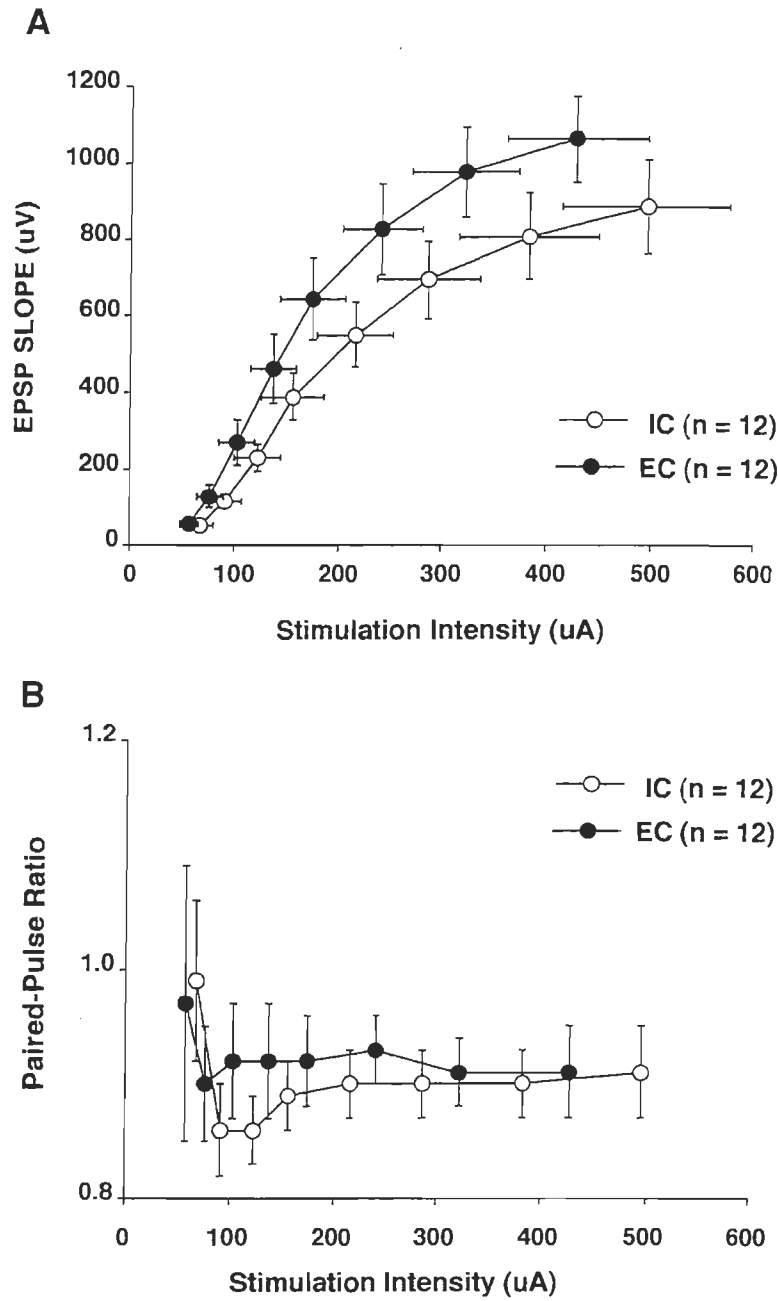 A
1200
1000
800
600
400
200
0
EPSP SLOPE (uV)
IC (n = 12)
EC (n = 12)
0 100 200 300 400 500 600
Stimulation Intensity (uA)
B
1.2
1.0
0.8
Paired-Pulse Ratio
IC (n = 12)
EC (n = 12)
0 100 200 300 400 500 600
Stimulation Intensity (uA)